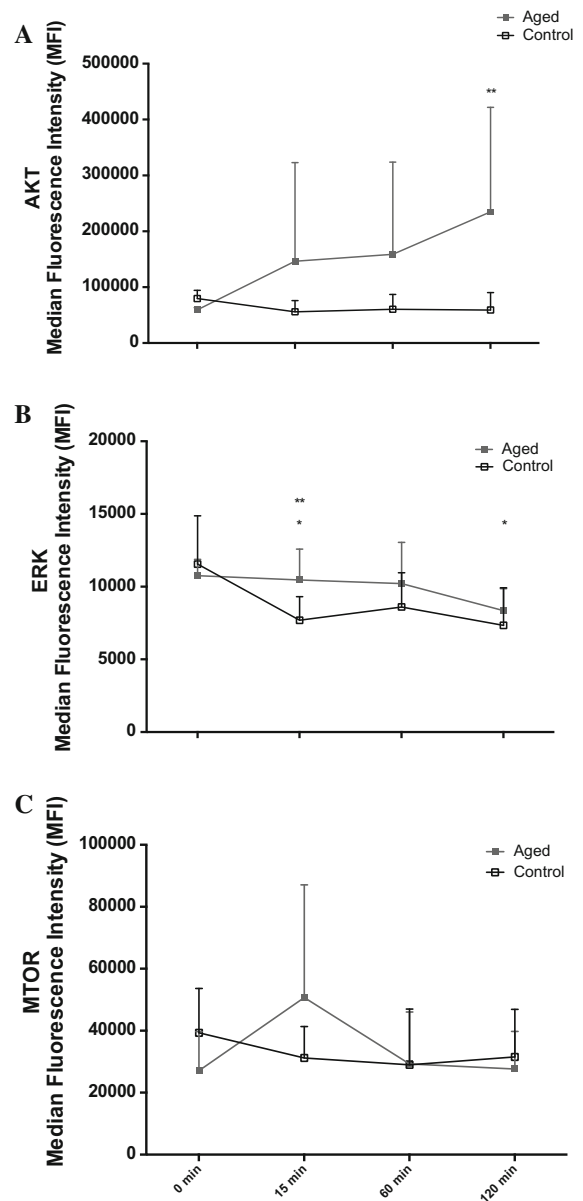 A
Aged
Control
AKT
Median Fluorescence Intensity (MFI)
500000
400000
300000
200000
100000
0
**
B
Aged
Control
ERK
Median Fluorescence Intensity (MFI)
20000
15000
10000
5000
0
**
*
*
C
Aged
Control
MTOR
Median Fluorescence Intensity (MFI)
100000
80000
60000
40000
20000
0
0 min
15 min
60 min
120 min